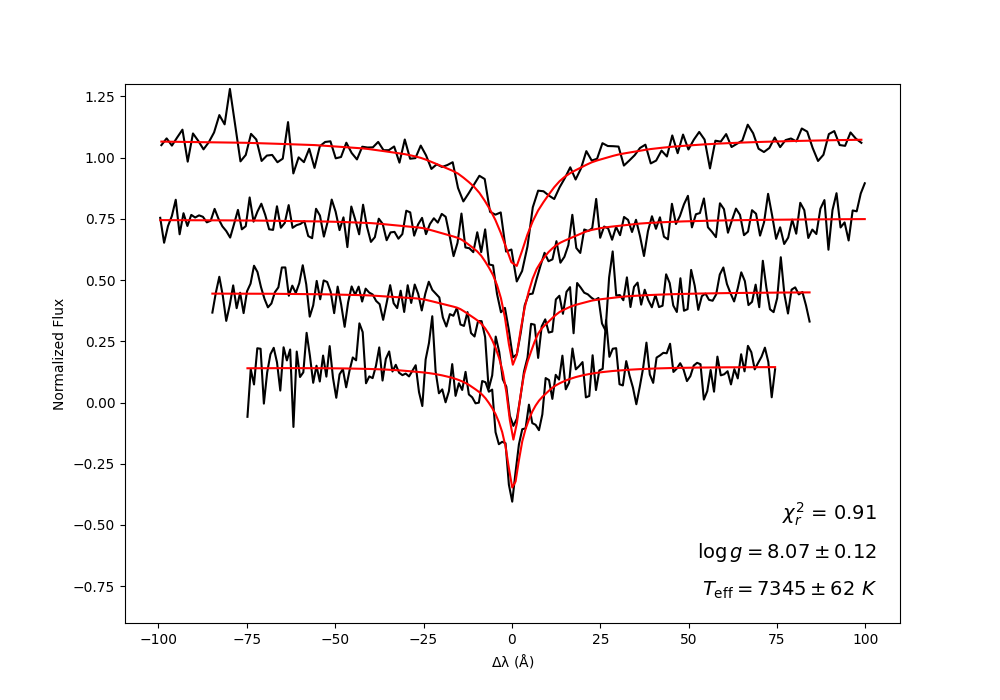 1.25
1.00
0.75
0.50
0.25
0.00
−0.25
−0.50
−0.75
Normalized Flux
χ²ᵣ = 0.91
log g = 8.07 ± 0.12
T_eff = 7345 ± 62 K
−100 −75 −50 −25 0 25 50 75 100
Δλ (Å)